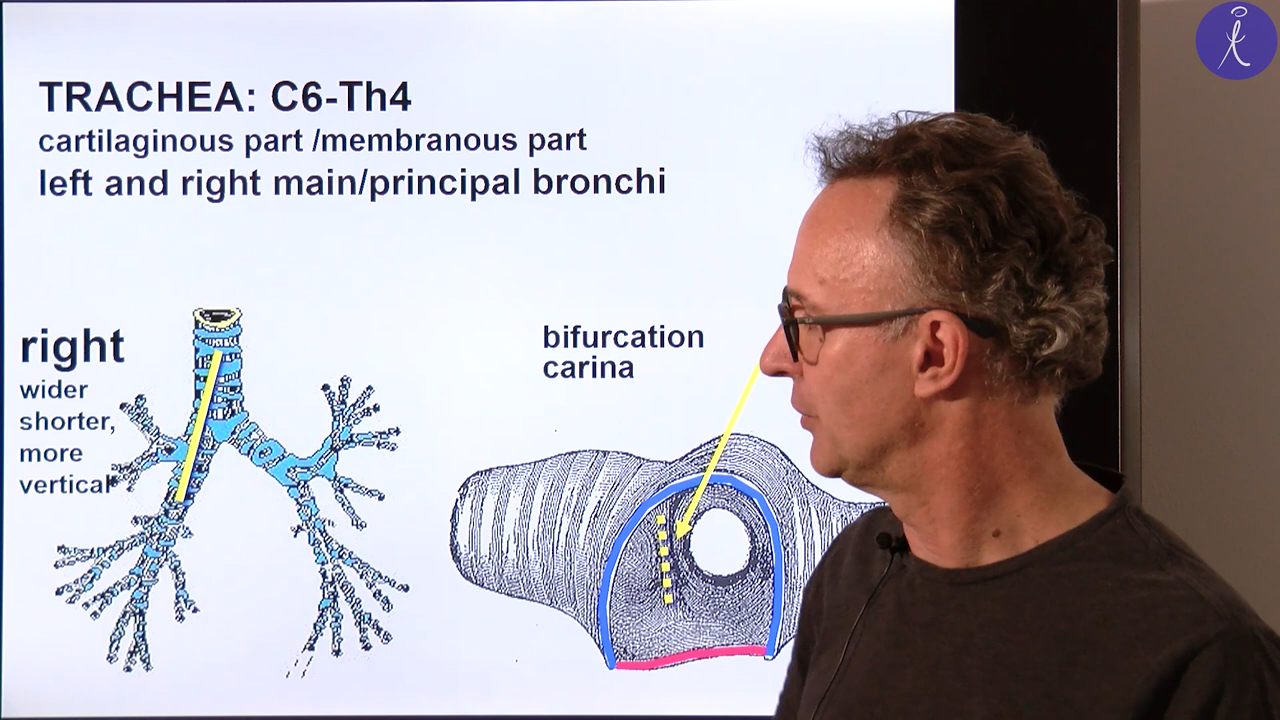 TRACHEA: C6-Th4
cartilaginous part /membranous part
left and right main/principal bronchi
right
wider
shorter,
more
vertical
bifurcation
carina